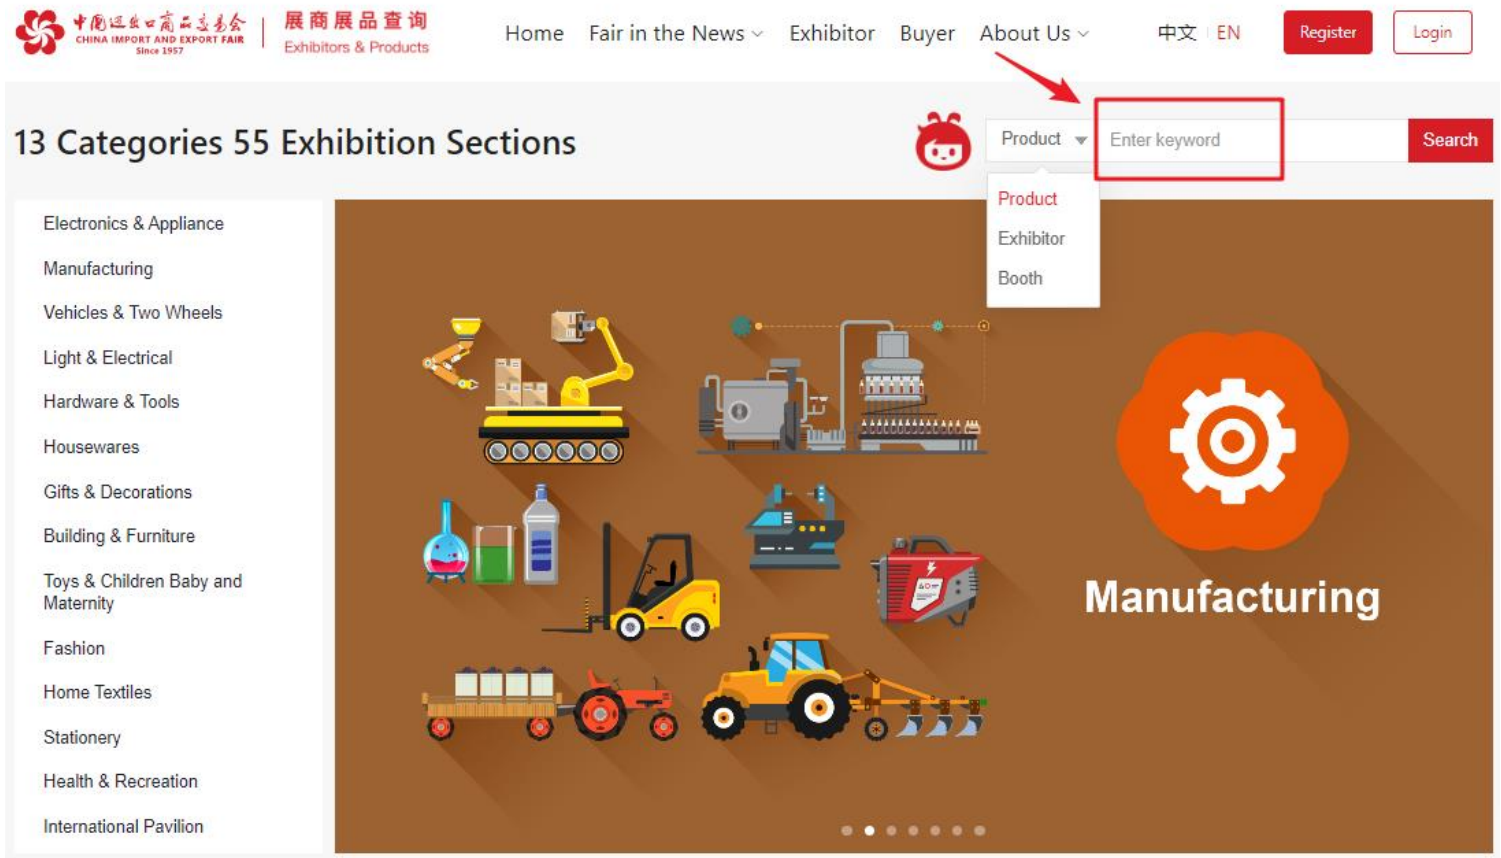 中国进出口商品交易会
CHINA IMPORT AND EXPORT FAIR
Since 1957
展商展品查询
Exhibitors & Products
Home Fair in the News Exhibitor Buyer About Us 中文 EN Register Login
13 Categories 55 Exhibition Sections
Product Enter keyword Search
Product
Exhibitor
Booth
Electronics & Appliance
Manufacturing
Vehicles & Two Wheels
Light & Electrical
Hardware & Tools
Housewares
Gifts & Decorations
Building & Furniture
Toys & Children Baby and
Maternity
Fashion
Home Textiles
Stationery
Health & Recreation
International Pavilion
Manufacturing